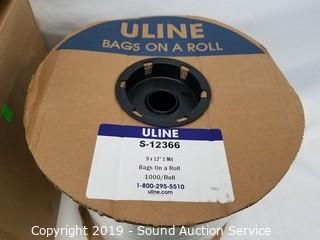 ULINE
BAGS ON A ROLL
ULINE
S-12366
9 x 12" 1 Mil
Bags On a Roll
1000/Roll
1-800-295-5510
uline.com
Copyright 2019 - Sound Auction Service